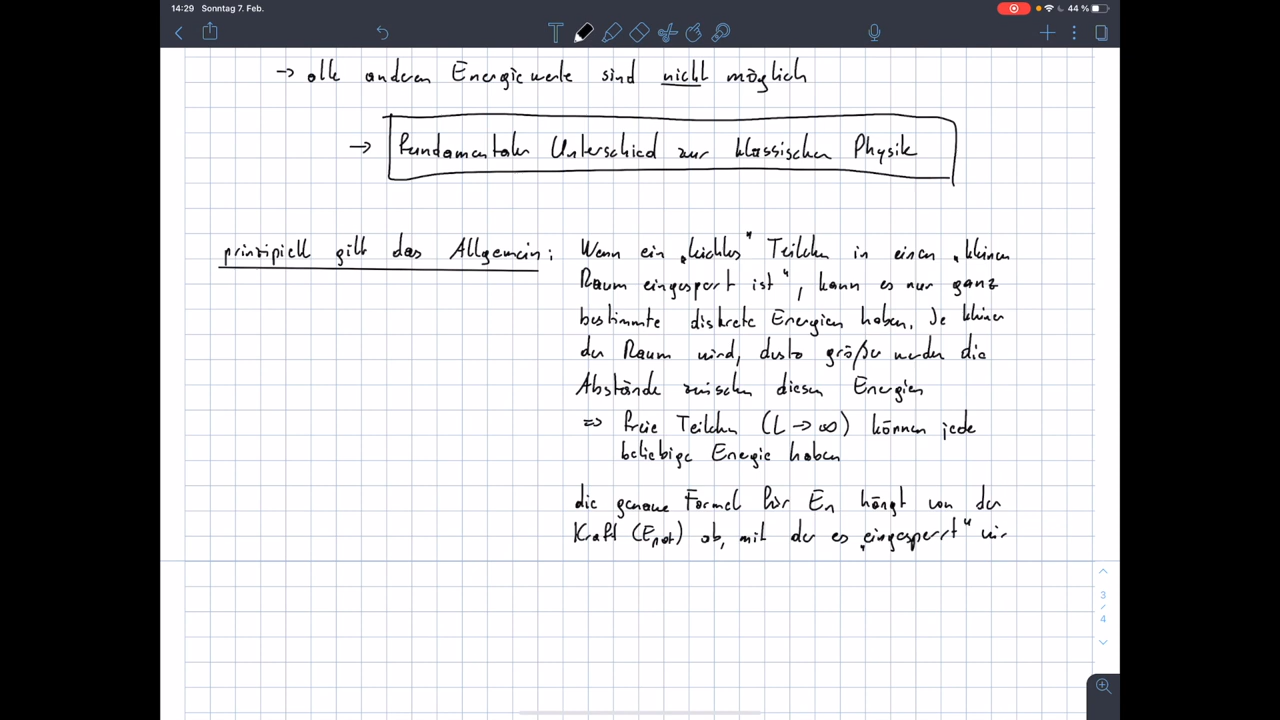 14:29 Sonntag 7. Feb.
44 %
→ alle anderen Energiewerte sind nicht möglich
→ Fundamentaler Unterschied zur klassischen Physik
prinzipiell gilt das Allgemein: Wenn ein „leichtes" Teilchen in einen „kleinen
Raum eingesperrt ist", kann es nur ganz
bestimmte diskrete Energien haben. Je kleiner
der Raum wird, desto größer werden die
Abstände zwischen diesen Energien
⇒ Freie Teilchen (L→∞) können jede
beliebige Energie haben
die genaue Formel für En hängt von der
Kraft (Epot) ab, mit der es „eingesperrt" wir
3
/
4